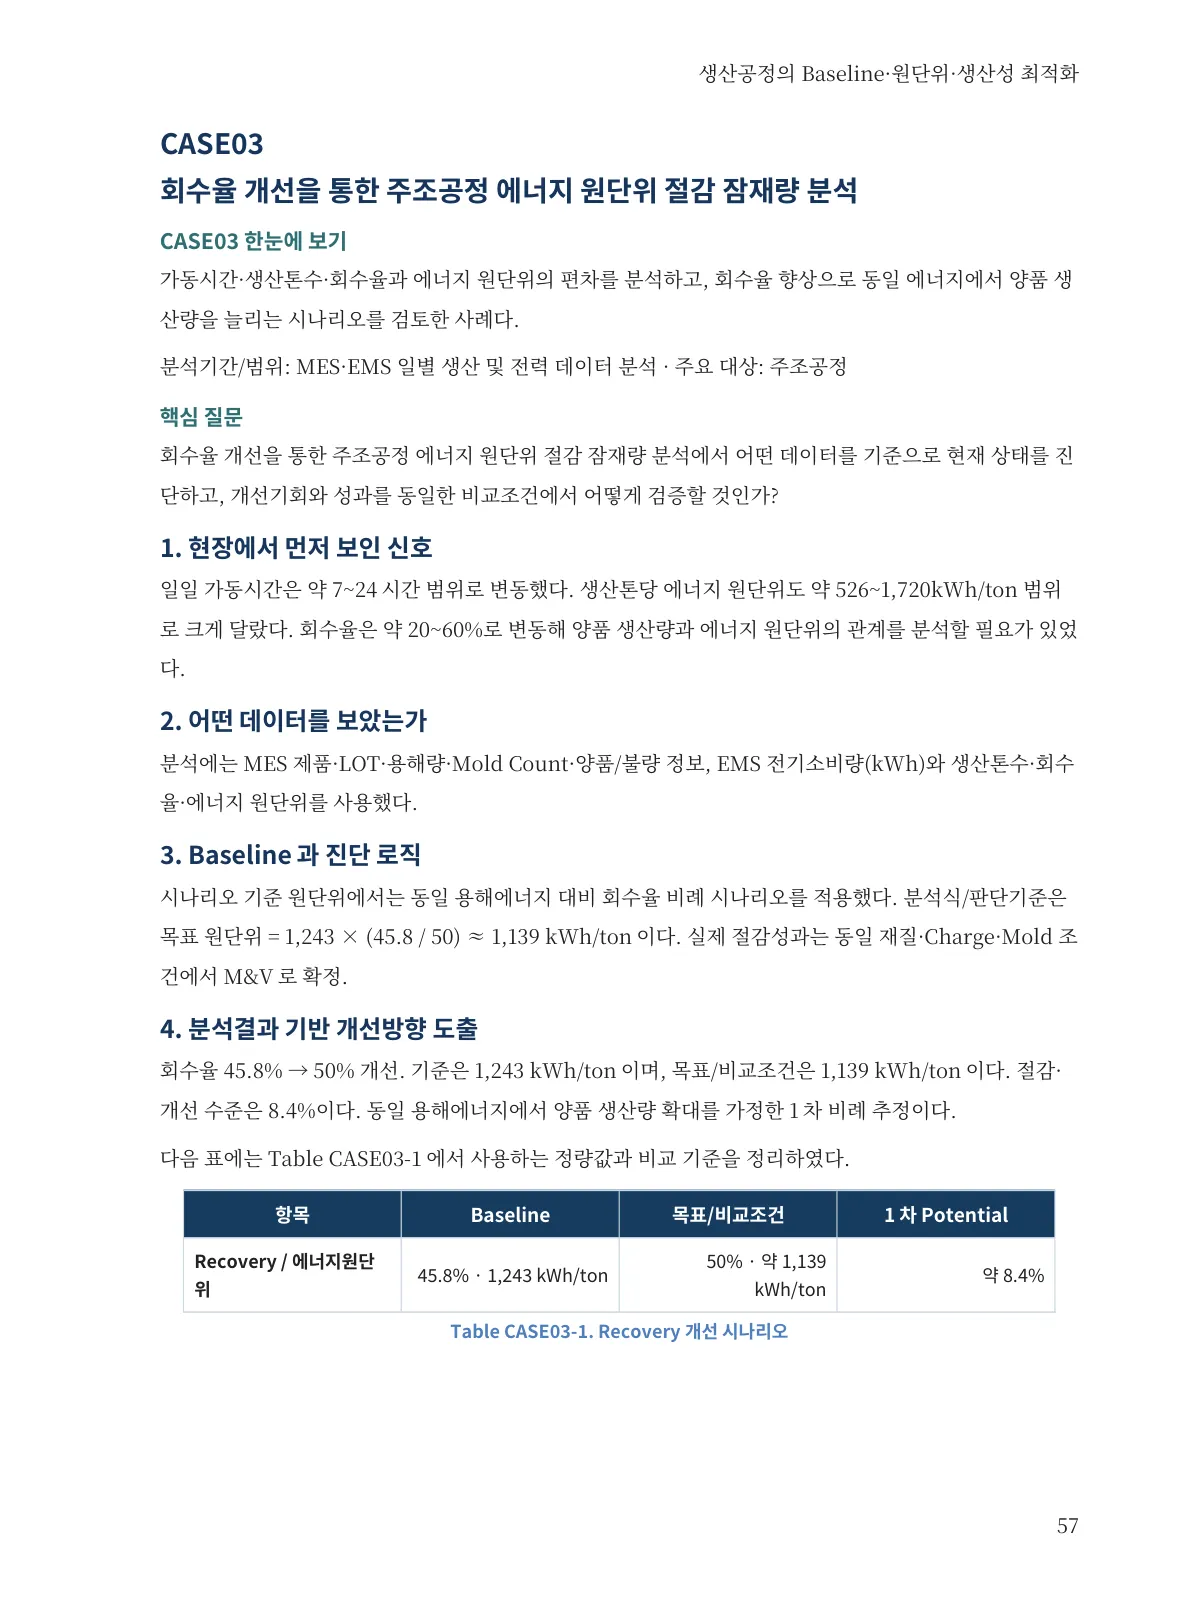 생산공정의 Baseline·원단위·생산성 최적화
CASE03
회수율 개선을 통한 주조공정 에너지 원단위 절감 잠재량 분석
CASE03 한눈에 보기
가동시간·생산톤수·회수율과 에너지 원단위의 편차를 분석하고, 회수율 향상으로 동일 에너지에서 양품 생
산량을 늘리는 시나리오를 검토한 사례다.
분석기간/범위: MES·EMS 일별 생산 및 전력 데이터 분석 · 주요 대상: 주조공정
핵심 질문
회수율 개선을 통한 주조공정 에너지 원단위 절감 잠재량 분석에서 어떤 데이터를 기준으로 현재 상태를 진
단하고, 개선기회와 성과를 동일한 비교조건에서 어떻게 검증할 것인가?
1. 현장에서 먼저 보인 신호
일일 가동시간은 약 7~24 시간 범위로 변동했다. 생산톤당 에너지 원단위도 약 526~1,720kWh/ton 범위
로 크게 달랐다. 회수율은 약 20~60%로 변동해 양품 생산량과 에너지 원단위의 관계를 분석할 필요가 있었
다.
2. 어떤 데이터를 보았는가
분석에는 MES 제품·LOT·용해량·Mold Count·양품/불량 정보, EMS 전기소비량(kWh)와 생산톤수·회수
율·에너지 원단위를 사용했다.
3. Baseline 과 진단 로직
시나리오 기준 원단위에서는 동일 용해에너지 대비 회수율 비례 시나리오를 적용했다. 분석식/판단기준은
목표 원단위 = 1,243 × (45.8 / 50) ≈ 1,139 kWh/ton 이다. 실제 절감성과는 동일 재질·Charge·Mold 조
건에서 M&V 로 확정.
4. 분석결과 기반 개선방향 도출
회수율 45.8% → 50% 개선. 기준은 1,243 kWh/ton 이며, 목표/비교조건은 1,139 kWh/ton 이다. 절감·
개선 수준은 8.4%이다. 동일 용해에너지에서 양품 생산량 확대를 가정한 1 차 비례 추정이다.
다음 표에는 Table CASE03-1 에서 사용하는 정량값과 비교 기준을 정리하였다.
항목 Baseline 목표/비교조건 1 차 Potential
Recovery / 에너지원단
위 45.8% · 1,243 kWh/ton 50% · 약 1,139
kWh/ton 약 8.4%
Table CASE03-1. Recovery 개선 시나리오
57